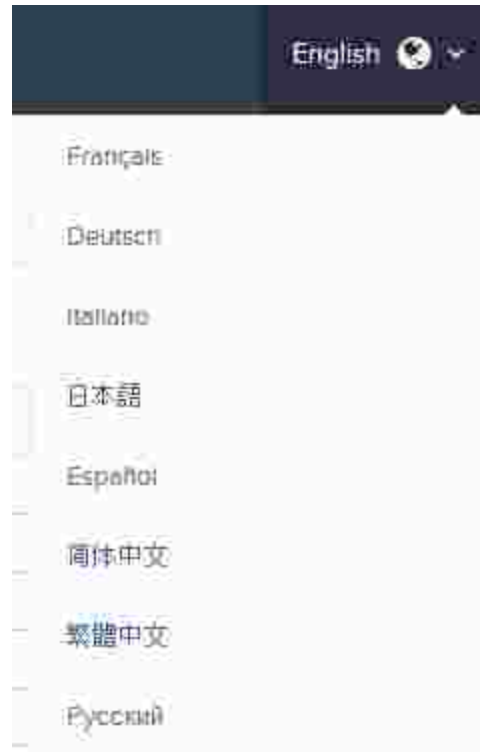 English
Français
Deutsch
Italiano
日本語
Español
简体中文
繁體中文
Русский